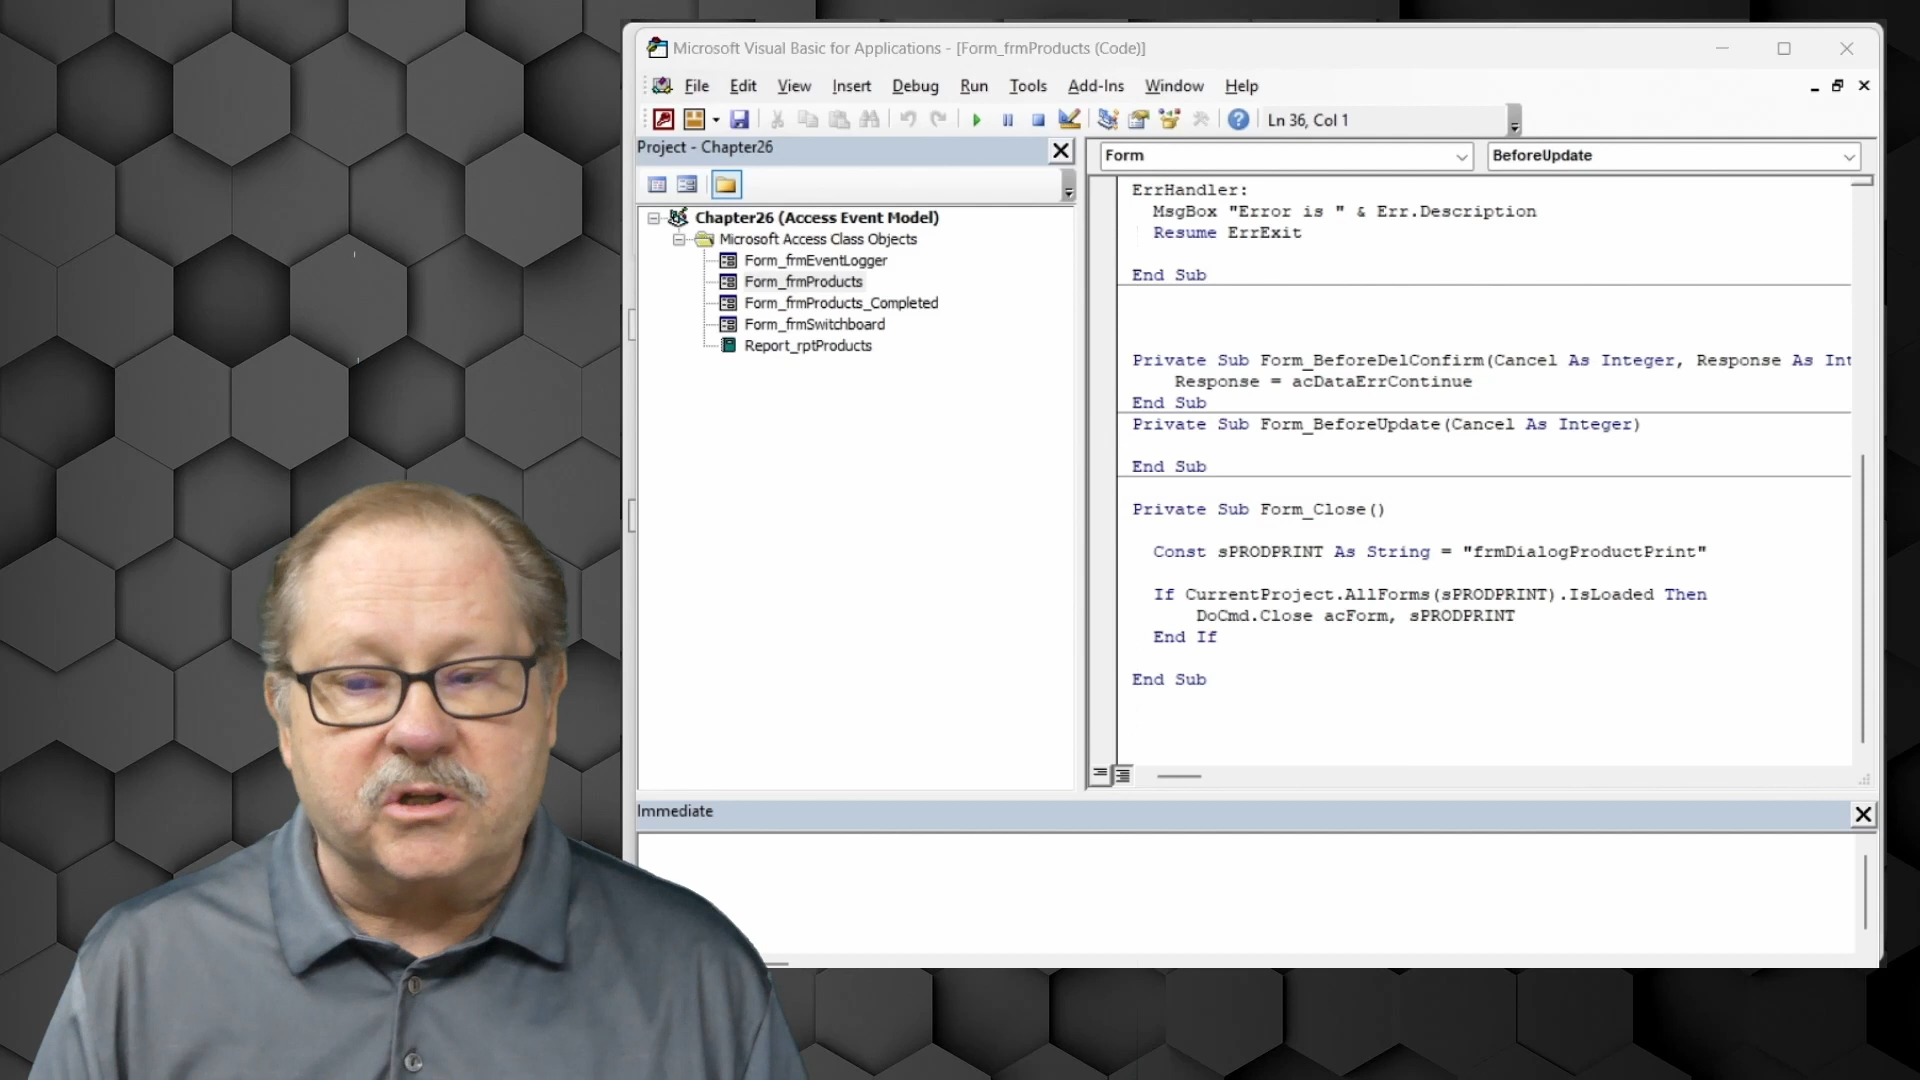 Microsoft Visual Basic for Applications - [Form_frmProducts (Code)]
File Edit View Insert Debug Run Tools Add-Ins Window Help
Ln 36, Col 1
Project - Chapter26
Form
BeforeUpdate
Chapter26 (Access Event Model)
Microsoft Access Class Objects
Form_frmEventLogger
Form_frmProducts
Form_frmProducts_Completed
Form_frmSwitchboard
Report_rptProducts
ErrHandler:
MsgBox "Error is " & Err.Description
Resume ErrExit
End Sub
Private Sub Form_BeforeDelConfirm(Cancel As Integer, Response As Int
Response = acDataErrContinue
End Sub
Private Sub Form_BeforeUpdate(Cancel As Integer)
End Sub
Private Sub Form_Close()
Const sPRODPRINT As String = "frmDialogProductPrint"
If CurrentProject.AllForms(sPRODPRINT).IsLoaded Then
DoCmd.Close acForm, sPRODPRINT
End If
End Sub
Immediate